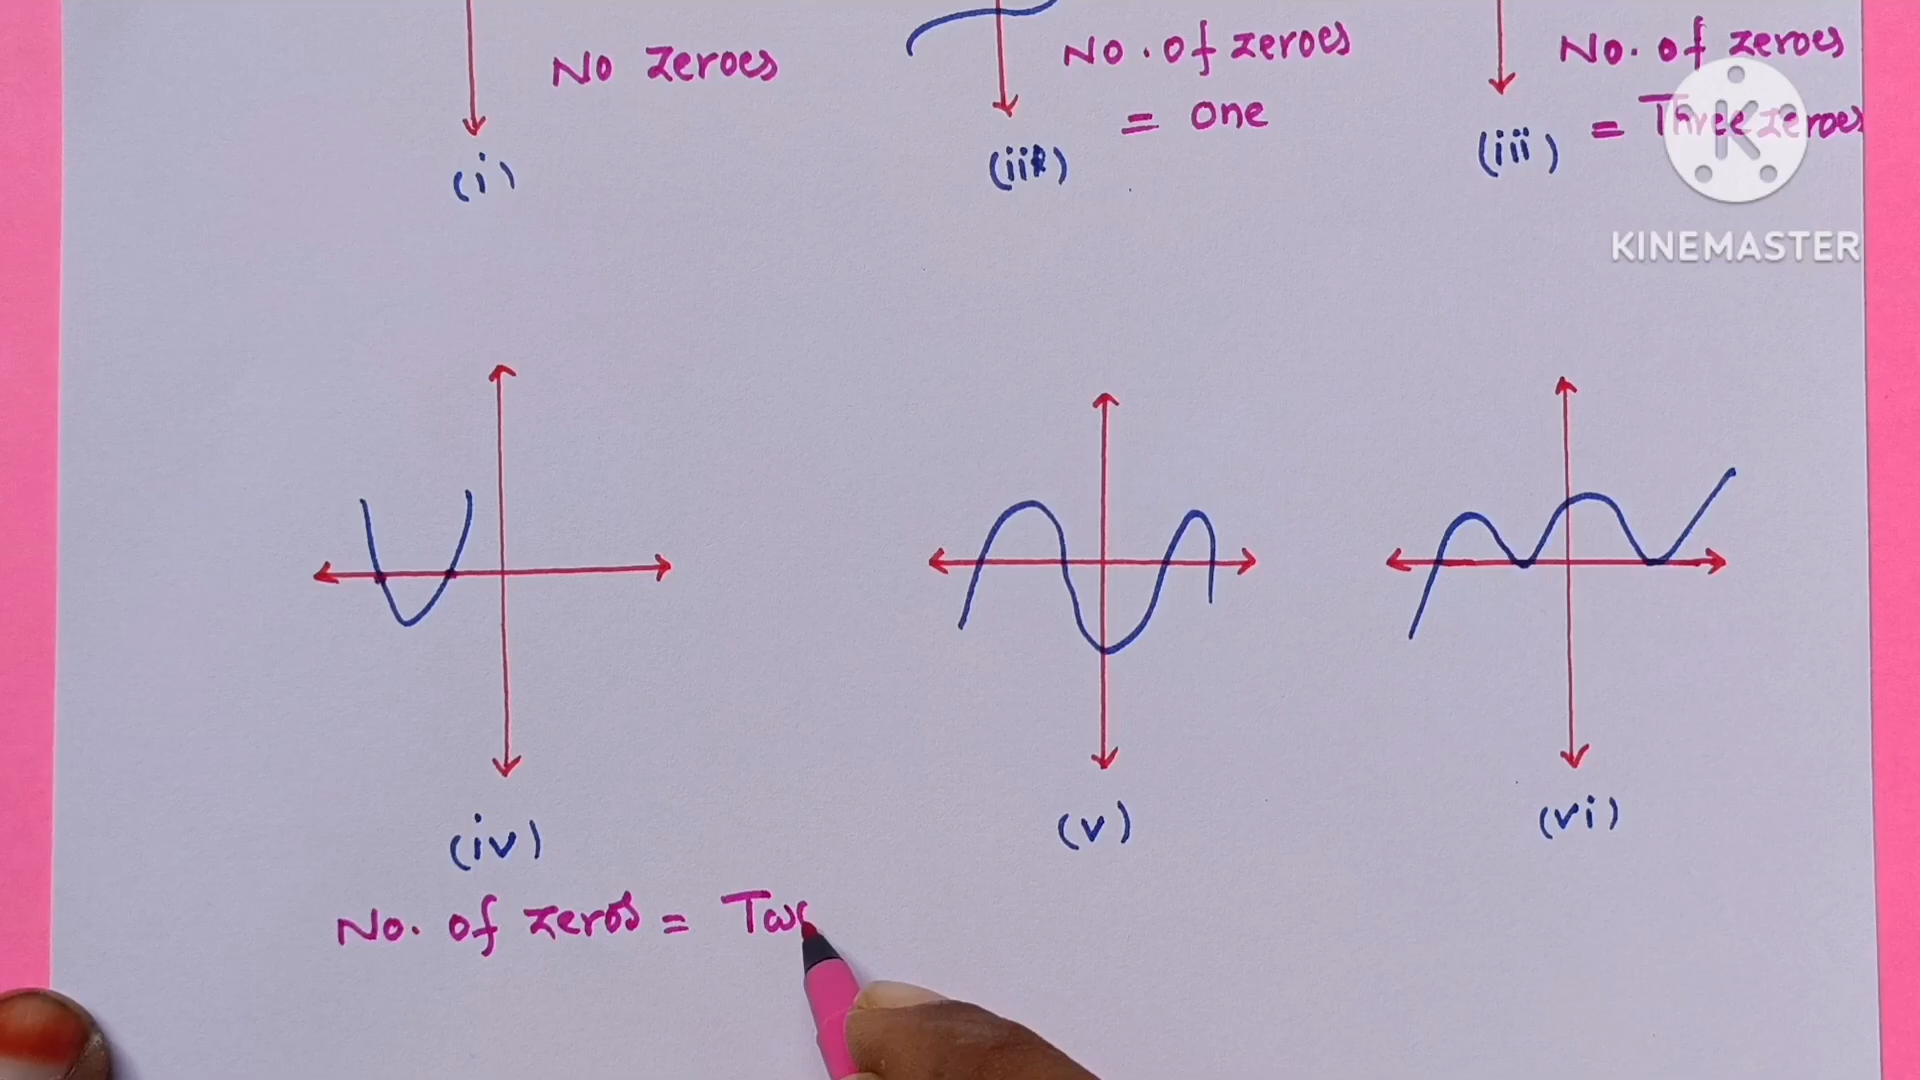 No zeroes
(i)
No. of zeroes
= one
(ii)
No. of zeroes
= Three zeroes
(iii)
KINEMASTER
(iv)
No. of zeros = Two
(v)
(vi)